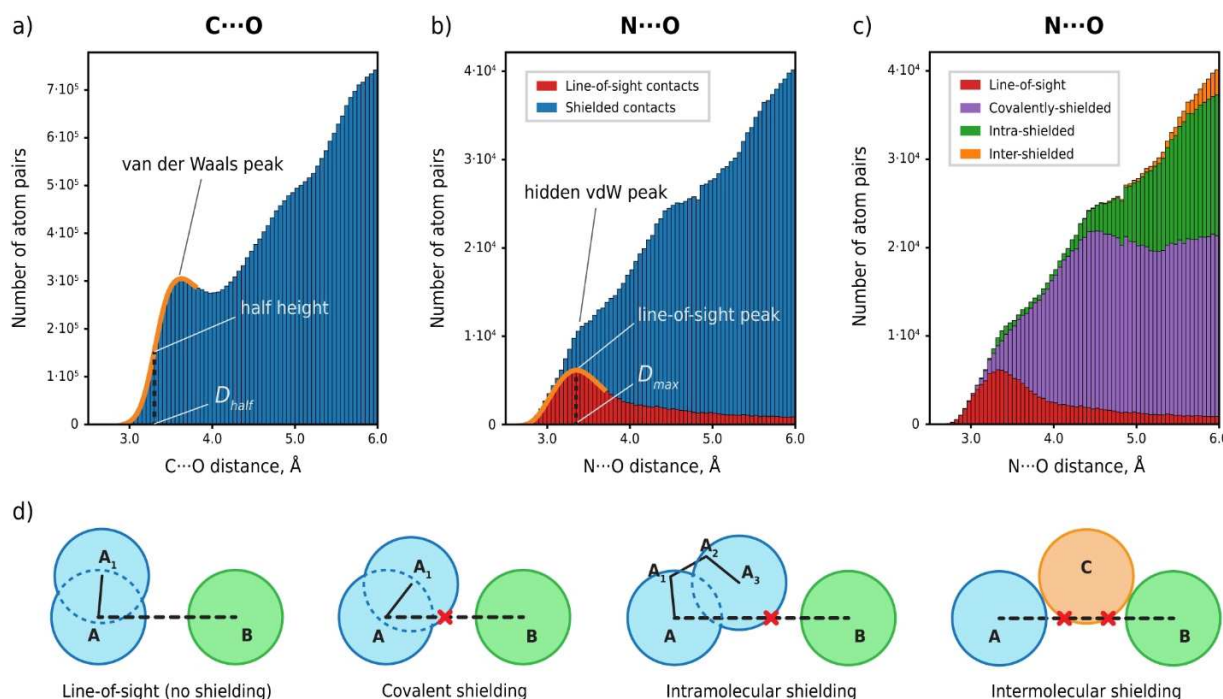 a)
C···O
Number of atom pairs
7·10⁵
6·10⁵
5·10⁵
4·10⁵
3·10⁵
2·10⁵
1·10⁵
0
van der Waals peak
half height
D half
3.0 4.0 5.0 6.0
C···O distance, Å
b)
N···O
Number of atom pairs
4·10⁴
3·10⁴
2·10⁴
1·10⁴
0
Line-of-sight contacts
Shielded contacts
hidden vdW peak
line-of-sight peak
D max
3.0 4.0 5.0 6.0
N···O distance, Å
c)
N···O
Number of atom pairs
4·10⁴
3·10⁴
2·10⁴
1·10⁴
0
Line-of-sight
Covalently-shielded
Intra-shielded
Inter-shielded
3.0 4.0 5.0 6.0
N···O distance, Å
d)
A₁
A B
Line-of-sight (no shielding)
A₁
A B
Covalent shielding
A₂
A₁ A₃
A B
Intramolecular shielding
C
A B
Intermolecular shielding